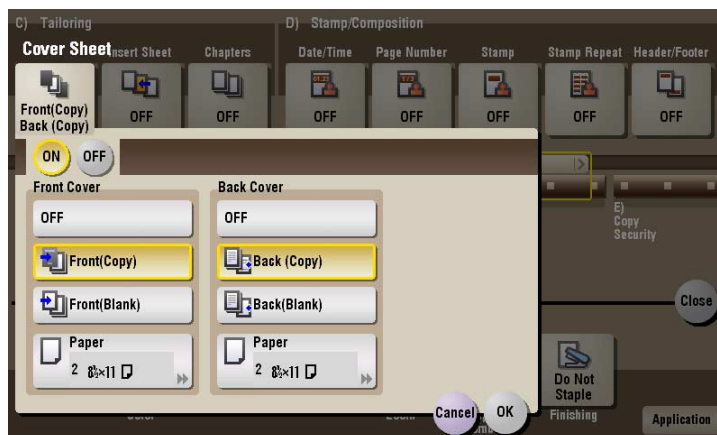 C) Tailoring
D) Stamp/Composition
Cover Sheet
Insert Sheet
Chapters
Date/Time
Page Number
Stamp
Stamp Repeat
Header/Footer
Front(Copy)
Back (Copy)
OFF
OFF
OFF
OFF
OFF
OFF
OFF
ON
OFF
Front Cover
Back Cover
OFF
OFF
Front(Copy)
Back (Copy)
Front(Blank)
Back(Blank)
Paper
2 8½×11
Paper
2 8½×11
E)
Copy
Security
Close
Do Not
Staple
Finishing
Cancel
OK
Application